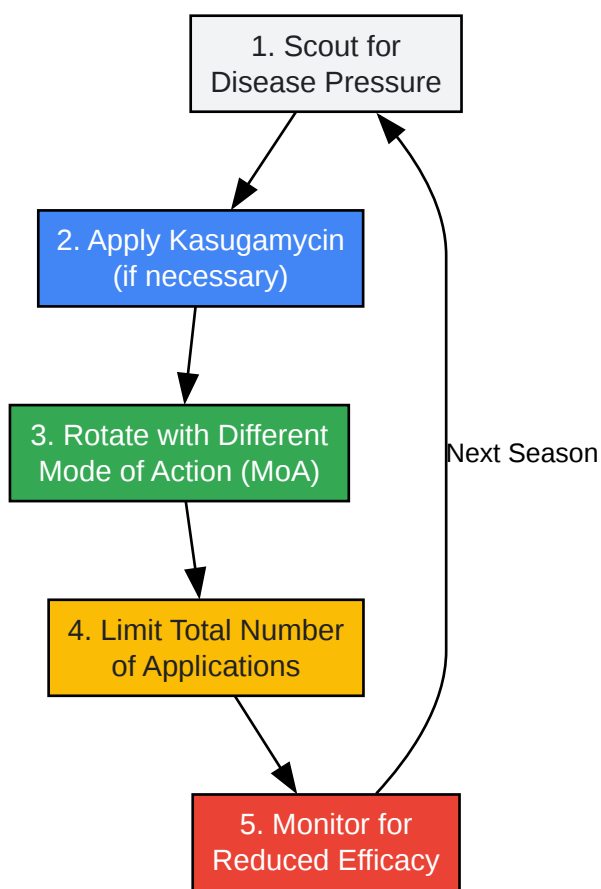 1. Scout for
Disease Pressure
2. Apply Kasugamycin
(if necessary)
3. Rotate with Different
Mode of Action (MoA)
Next Season
4. Limit Total Number
of Applications
5. Monitor for
Reduced Efficacy